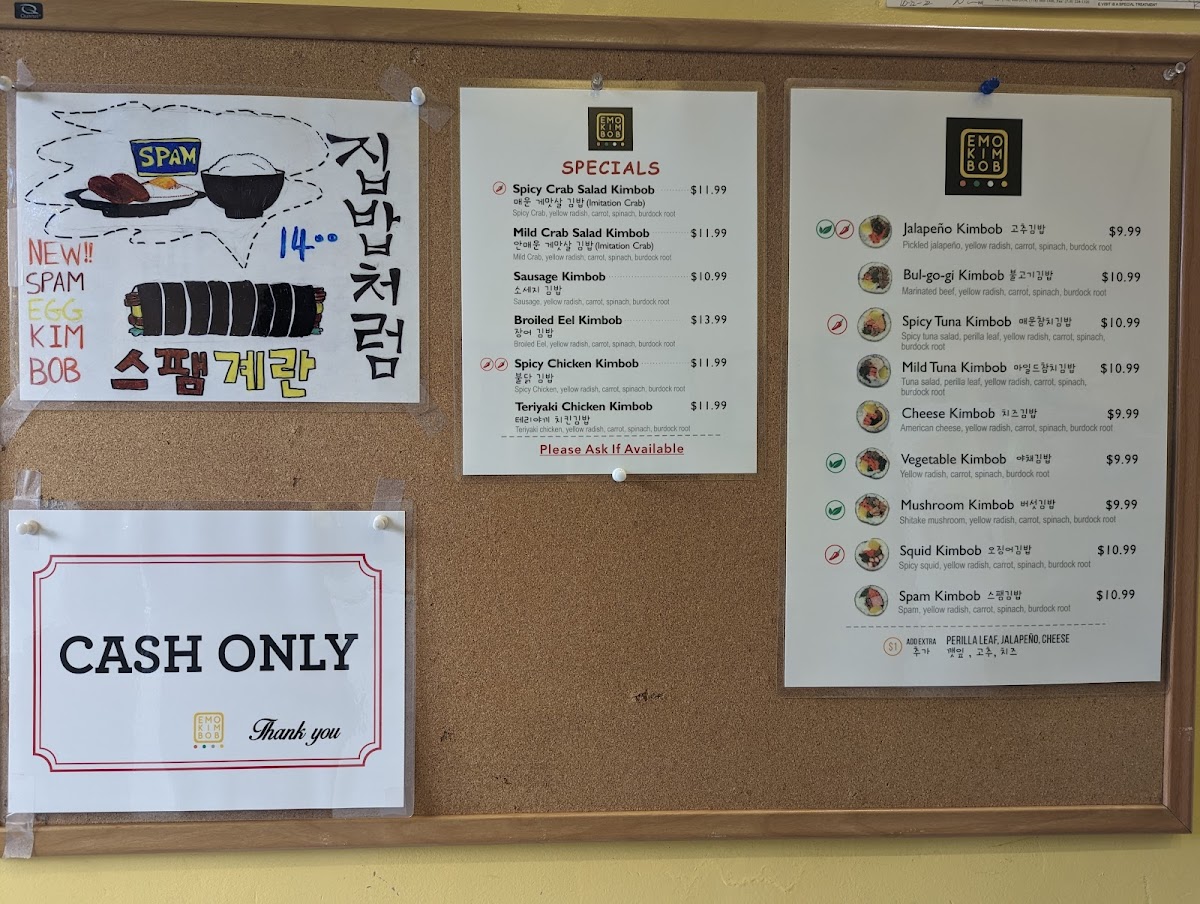 SPAM
집밥처럼
14.00
NEW!!
SPAM
EGG
KIM
BOB
스팸계란
CASH ONLY
EMO
KIM
BOB
Thank you
EMO
KIM
BOB
SPECIALS
Spicy Crab Salad Kimbob $11.99
매운 게맛살 김밥(Imitation Crab)
Spicy Crab, yellow radish, carrot, spinach, burdock root
Mild Crab Salad Kimbob $11.99
안매운 게맛살 김밥(Imitation Crab)
Mild Crab, yellow radish, carrot, spinach, burdock root
Sausage Kimbob $10.99
소세지 김밥
Sausage, yellow radish, carrot, spinach, burdock root
Broiled Eel Kimbob $13.99
장어 김밥
Broiled Eel, yellow radish, carrot, spinach, burdock root
Spicy Chicken Kimbob $11.99
불닭 김밥
Spicy Chicken, yellow radish, carrot, spinach, burdock root
Teriyaki Chicken Kimbob $11.99
테리야끼 치킨김밥
Teriyaki chicken, yellow radish, carrot, spinach, burdock root
Please Ask If Available
EMO
KIM
BOB
Jalapeño Kimbob 고추김밥 $9.99
Pickled jalapeño, yellow radish, carrot, spinach, burdock root
Bul-go-gi Kimbob 불고기김밥 $10.99
Marinated beef, yellow radish, carrot, spinach, burdock root
Spicy Tuna Kimbob 매운참치김밥 $10.99
Spicy tuna salad, perilla leaf, yellow radish, carrot, spinach,
burdock root
Mild Tuna Kimbob 마일드참치김밥 $10.99
Tuna salad, perilla leaf, yellow radish, carrot, spinach,
burdock root
Cheese Kimbob 치즈김밥 $9.99
American cheese, yellow radish, carrot, spinach, burdock root
Vegetable Kimbob 야채김밥 $9.99
Yellow radish, carrot, spinach, burdock root
Mushroom Kimbob 버섯김밥 $9.99
Shitake mushroom, yellow radish, carrot, spinach, burdock root
Squid Kimbob 오징어김밥 $10.99
Spicy squid, yellow radish, carrot, spinach, burdock root
Spam Kimbob 스팸김밥 $10.99
Spam, yellow radish, carrot, spinach, burdock root
$1 ADD EXTRA PERILLA LEAF, JALAPEÑO, CHEESE
추가 깻잎, 고추, 치즈